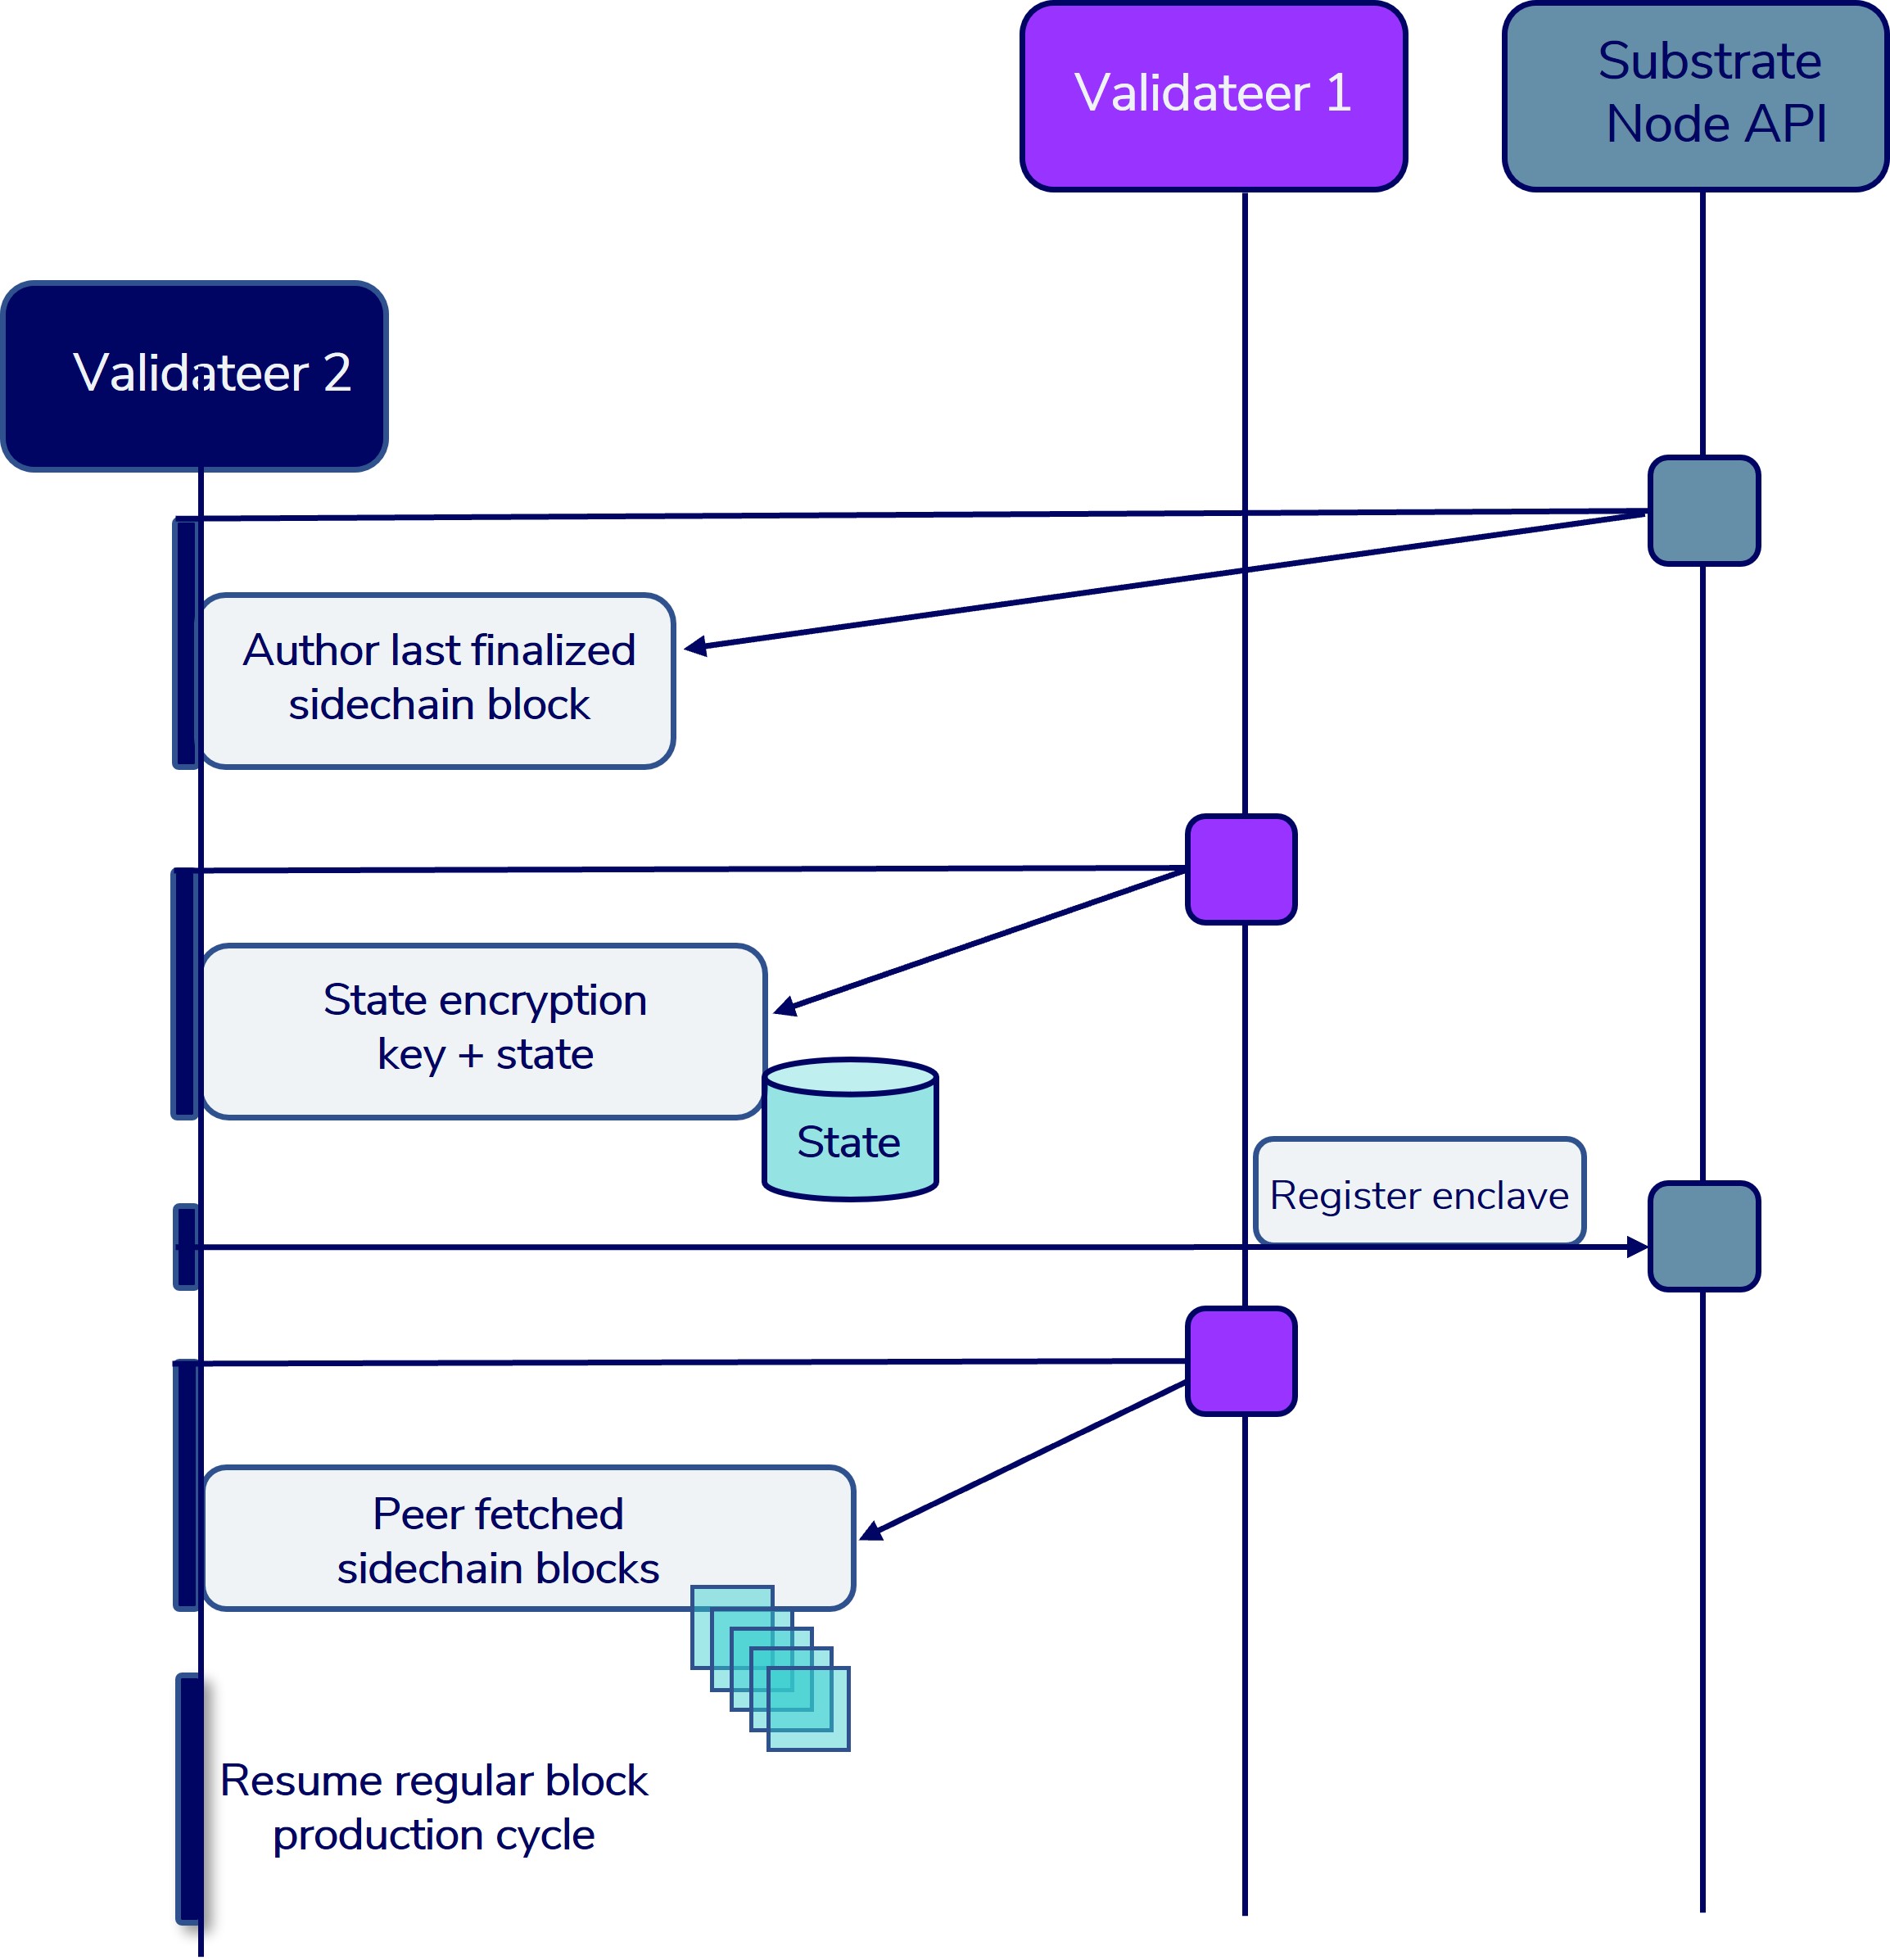 Validateer 1
Substrate
Node API
Validateer 2
Author last finalized
sidechain block
State encryption
key + state
State
Register enclave
Peer fetched
sidechain blocks
Resume regular block
production cycle